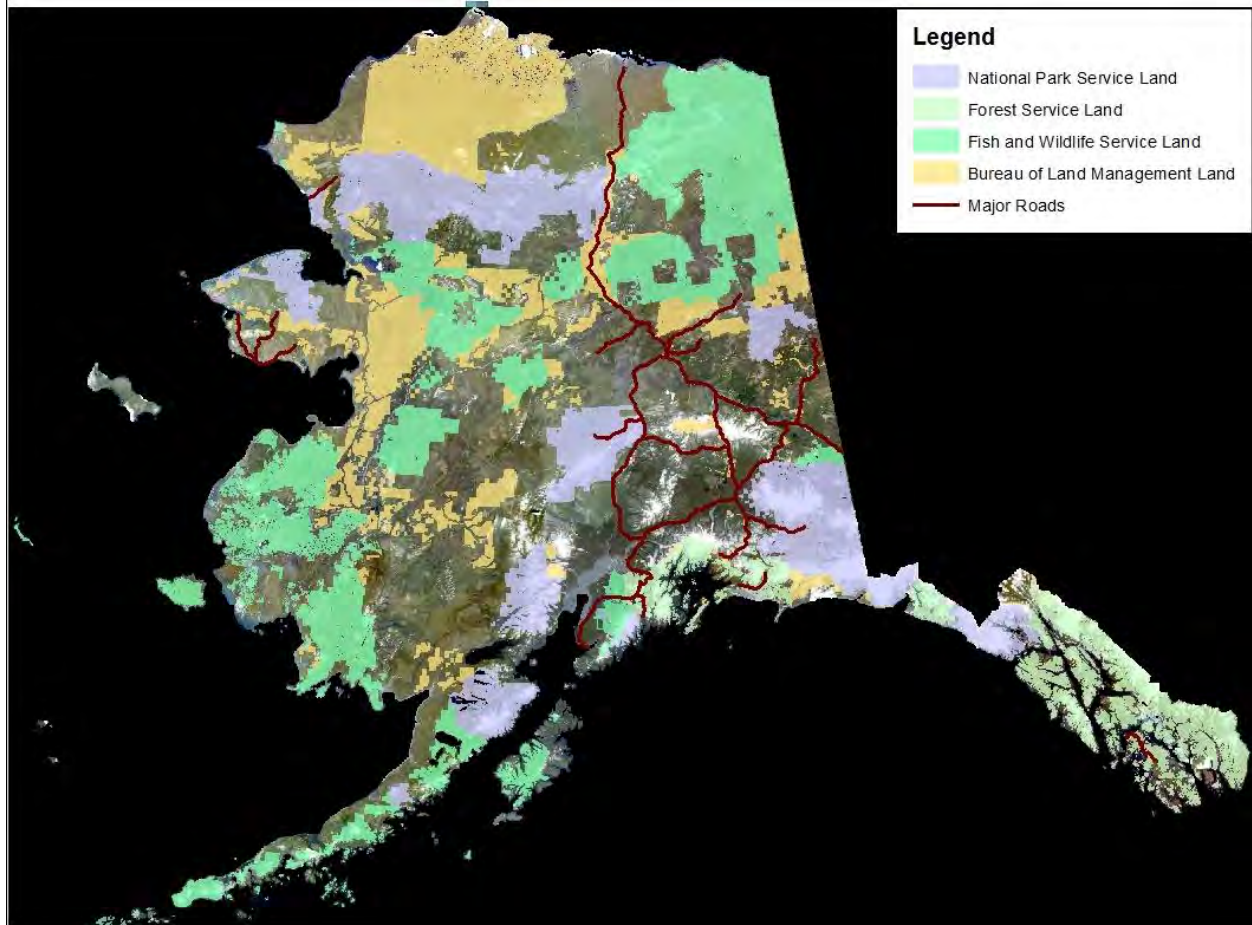 Legend
National Park Service Land
Forest Service Land
Fish and Wildlife Service Land
Bureau of Land Management Land
Major Roads